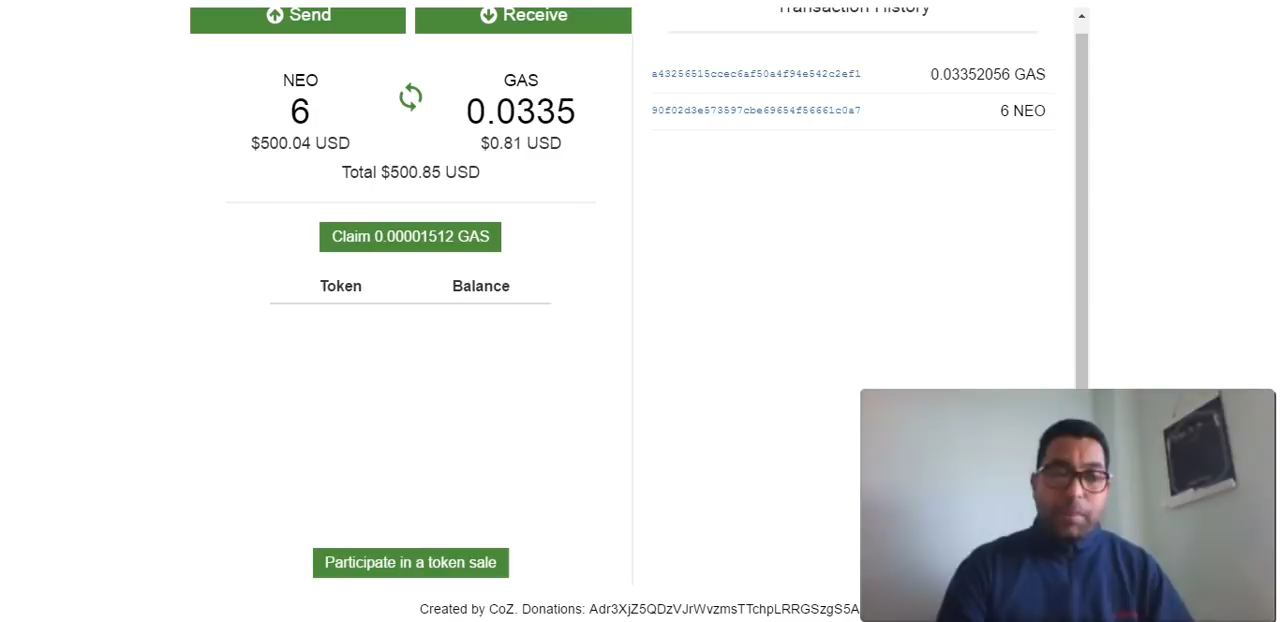 Send
Receive
NEO
6
$500.04 USD
GAS
0.0335
$0.81 USD
Total $500.85 USD
Claim 0.00001512 GAS
Token Balance
Participate in a token sale
Transaction History
a43256515ccec6af50a4f94e542c2ef1 0.03352056 GAS
90f02d3e573597cbe69654f56661c0a7 6 NEO
Created by CoZ. Donations: Adr3XjZ5QDzVJrWvzmsTTchpLRRGSzgS5A